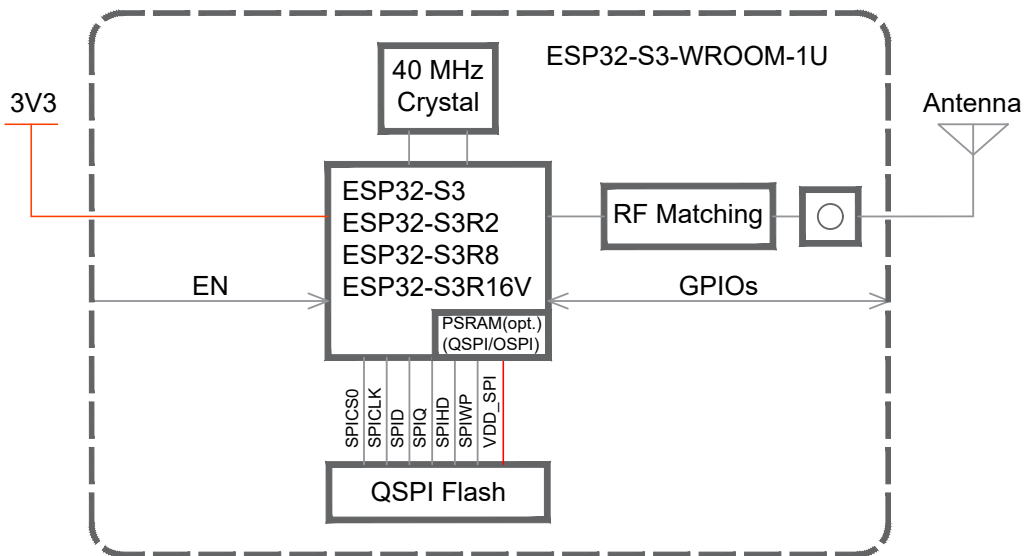 ESP32-S3-WROOM-1U
40 MHz
Crystal
3V3
Antenna
ESP32-S3
ESP32-S3R2
ESP32-S3R8
ESP32-S3R16V
RF Matching
EN
GPIOs
PSRAM(opt.)
(QSPI/OSPI)
SPICS0
SPICLK
SPID
SPIQ
SPIHD
SPIWP
VDD_SPI
QSPI Flash